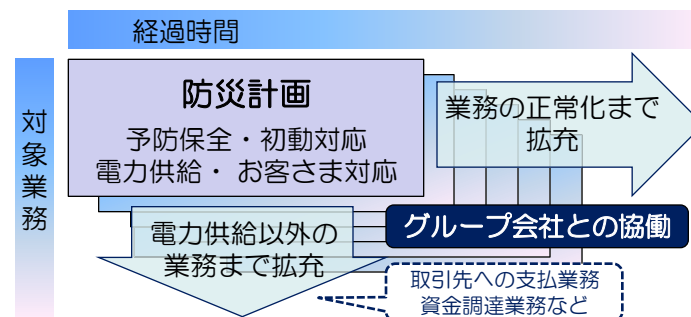 経過時間
対象業務
防災計画
予防保全・初動対応
電力供給・ お客さま対応
業務の正常化まで
拡充
グループ会社との協働
電力供給以外の
業務まで拡充
取引先への支払業務
資金調達業務など